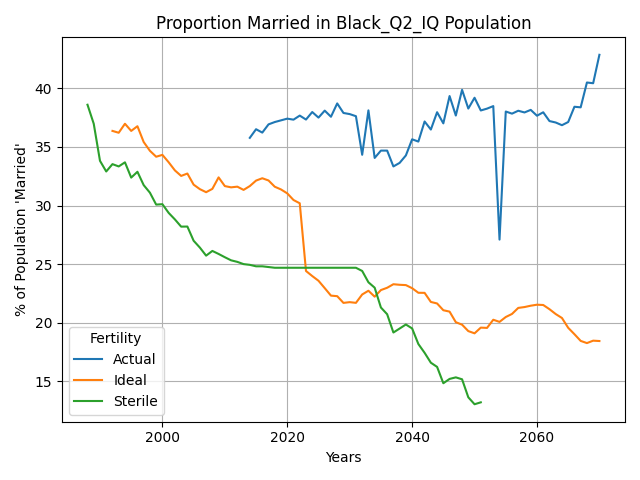 Proportion Married in Black_Q2_IQ Population
% of Population 'Married'
40
35
30
25
20
15
Fertility
Actual
Ideal
Sterile
2000 2020 2040 2060
Years